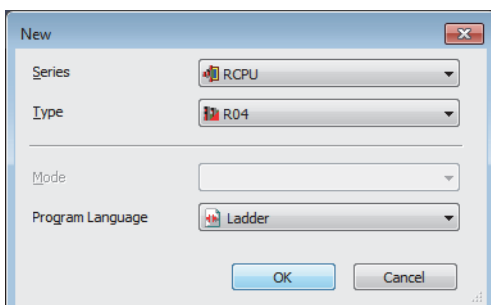 New
Series RCPU
Type R04
Mode
Program Language Ladder
OK Cancel